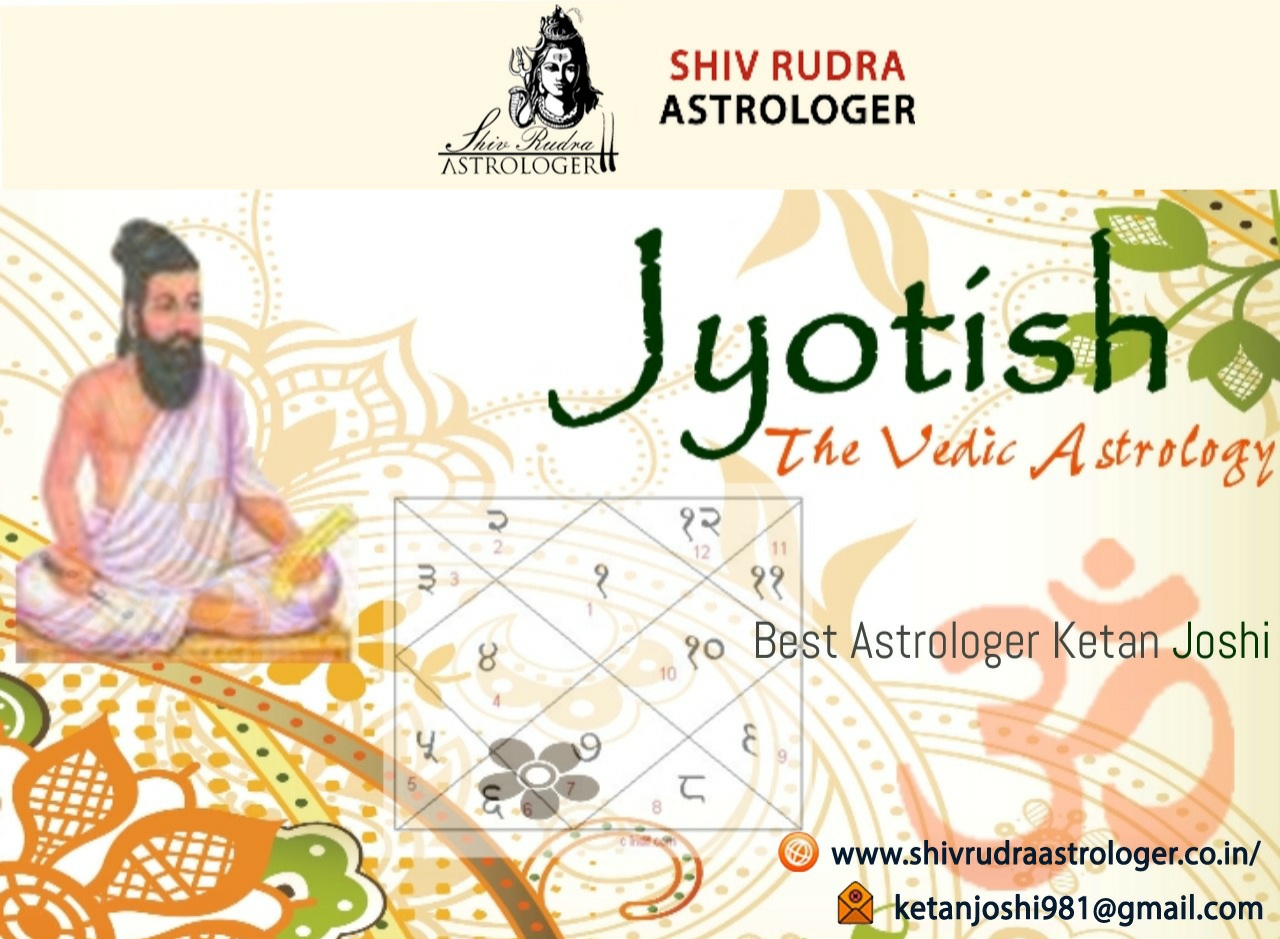 Shiv Rudra
ASTROLOGER
SHIV RUDRA
ASTROLOGER
Jyotish
The Vedic Astrology
२
2
१२
12
11
३
3
१
1
११
Best Astrologer Ketan Joshi
४
4
१०
10
५
5
७
7
९
9
६
6
८
8
www.shivrudraastrologer.co.in/
ketanjoshi981@gmail.com